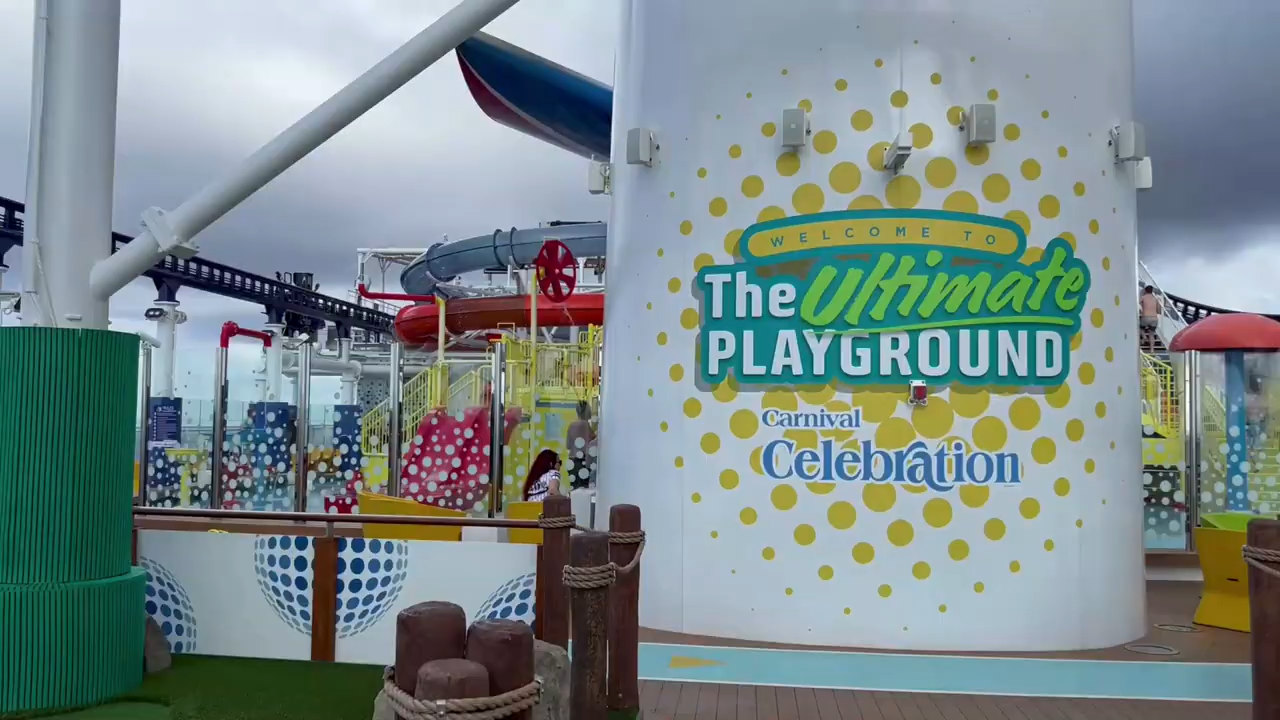 WELCOME TO
The Ultimate
PLAYGROUND
Carnival
Celebration